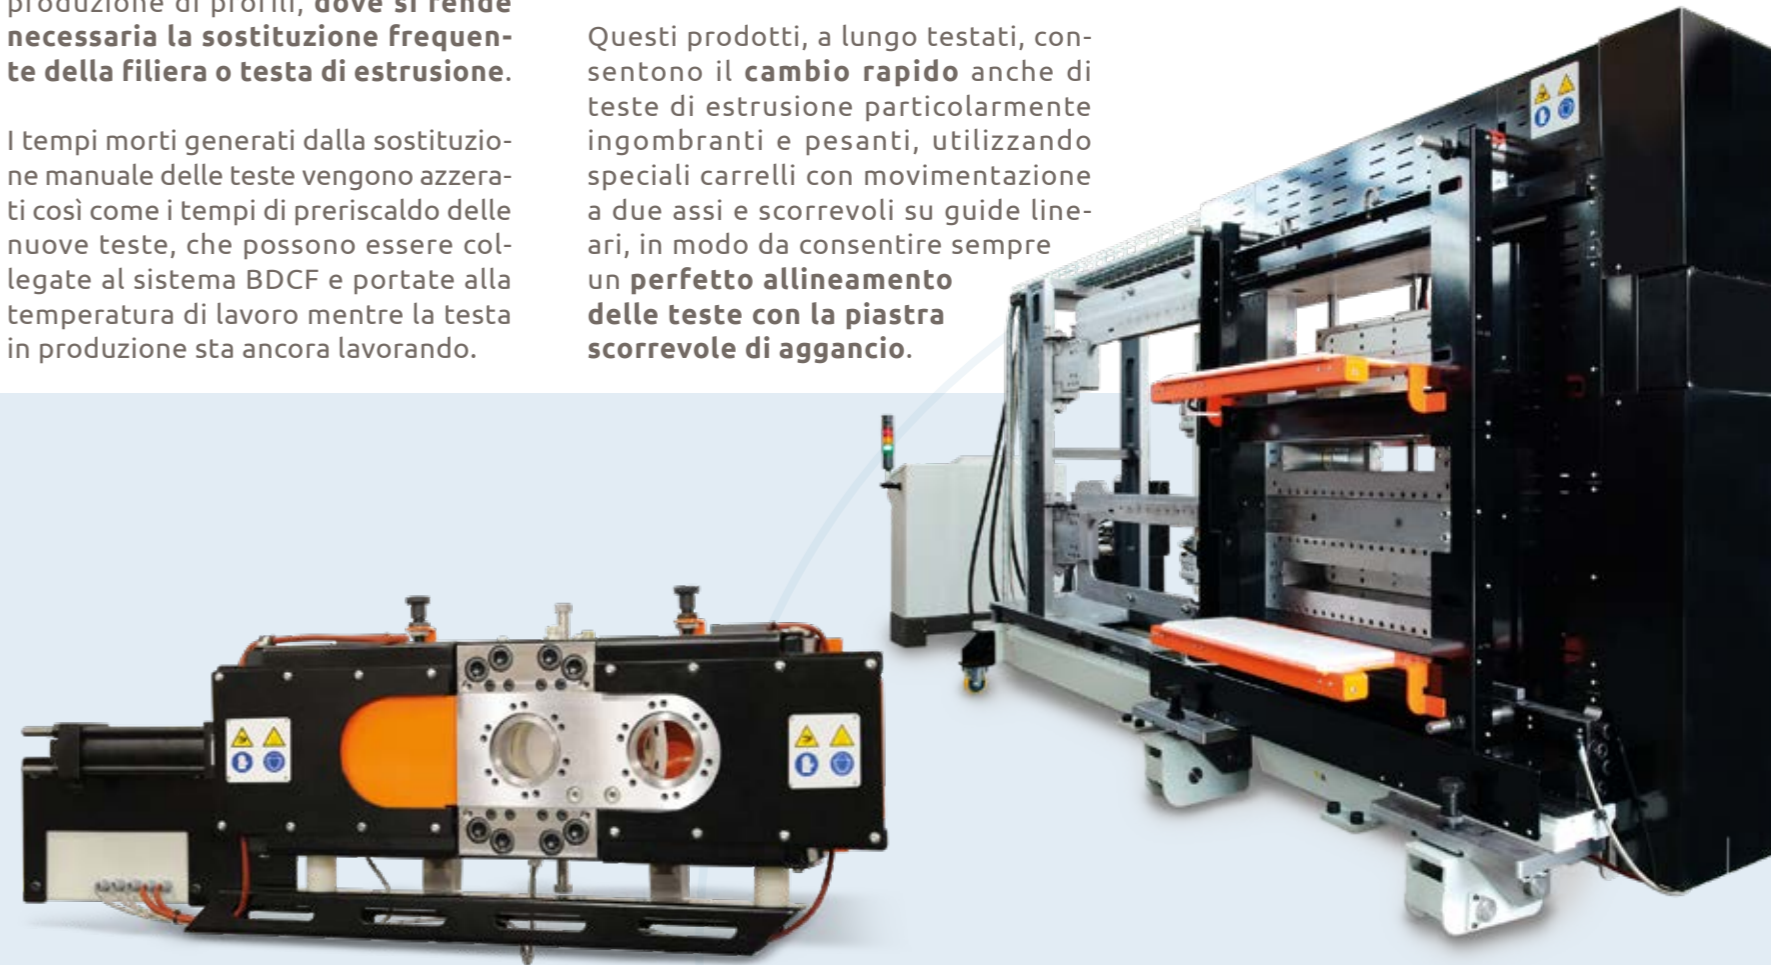 produzione di profili, dove si rende
necessaria la sostituzione frequen-
te della filiera o testa di estrusione.
I tempi morti generati dalla sostituzio-
ne manuale delle teste vengono azzera-
ti così come i tempi di preriscaldo delle
nuove teste, che possono essere col-
legate al sistema BDCF e portate alla
temperatura di lavoro mentre la testa
in produzione sta ancora lavorando.
Questi prodotti, a lungo testati, con-
sentono il cambio rapido anche di
teste di estrusione particolarmente
ingombranti e pesanti, utilizzando
speciali carrelli con movimentazione
a due assi e scorrevoli su guide line-
ari, in modo da consentire sempre
un perfetto allineamento
delle teste con la piastra
scorrevole di aggancio.